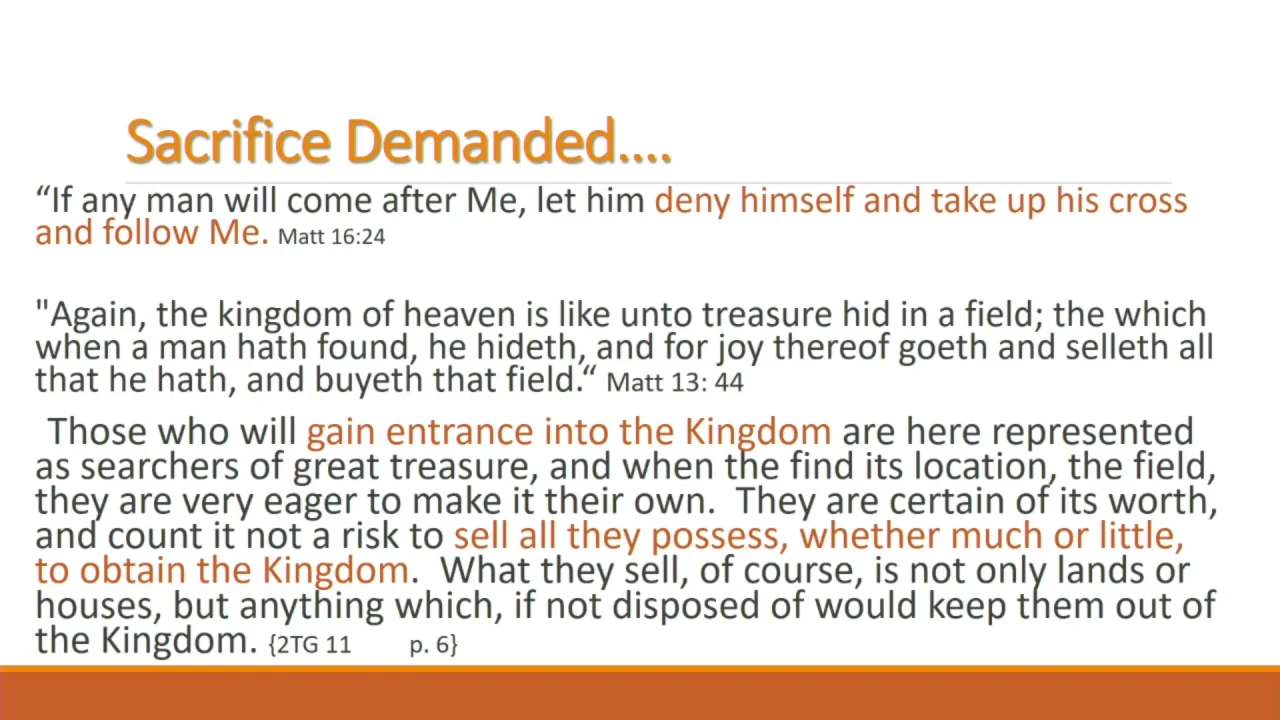 Sacrifice Demanded....
“If any man will come after Me, let him deny himself and take up his cross
and follow Me. Matt 16:24
"Again, the kingdom of heaven is like unto treasure hid in a field; the which
when a man hath found, he hideth, and for joy thereof goeth and selleth all
that he hath, and buyeth that field.“ Matt 13: 44
Those who will gain entrance into the Kingdom are here represented
as searchers of great treasure, and when the find its location, the field,
they are very eager to make it their own.  They are certain of its worth,
and count it not a risk to sell all they possess, whether much or little,
to obtain the Kingdom.  What they sell, of course, is not only lands or
houses, but anything which, if not disposed of would keep them out of
the Kingdom. {2TG 11 p. 6}